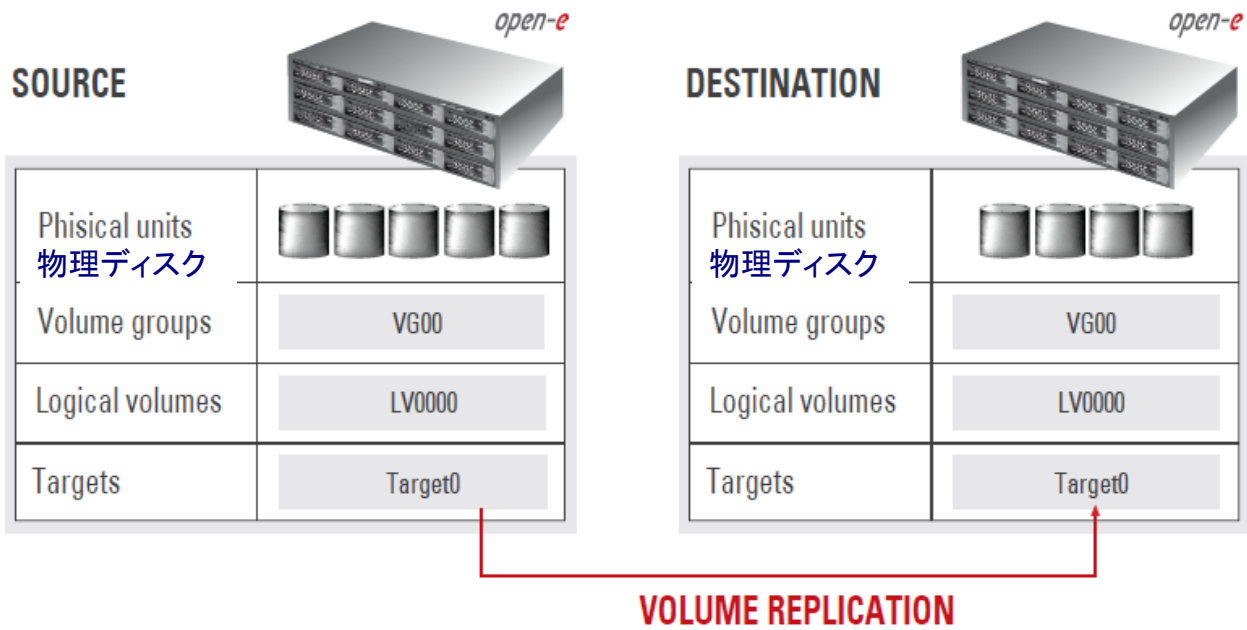 open-e
SOURCE
Phisical units
物理ディスク
Volume groups
VG00
Logical volumes
LV0000
Targets
Target0
open-e
DESTINATION
Phisical units
物理ディスク
Volume groups
VG00
Logical volumes
LV0000
Targets
Target0
VOLUME REPLICATION